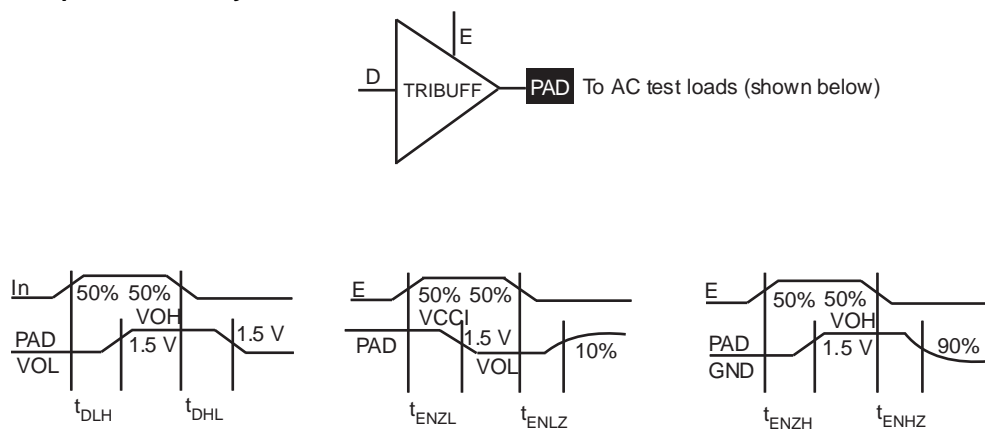 E
D
TRIBUFF
PAD To AC test loads (shown below)
In
50% 50%
VOH
PAD
VOL
1.5 V
1.5 V
tDLH
tDHL
E
50% 50%
VCCI
PAD
1.5 V
VOL
10%
tENZL
tENLZ
E
50% 50%
VOH
PAD
GND
1.5 V
90%
tENZH
tENHZ